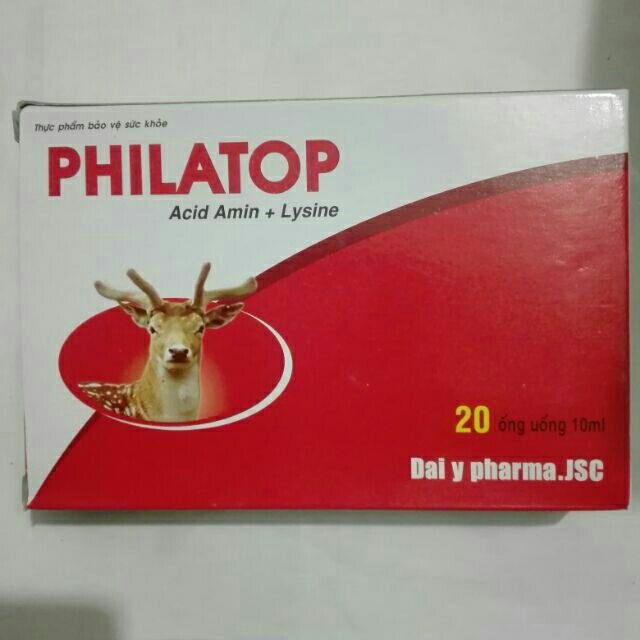 Thực phẩm bảo vệ sức khỏe
PHILATOP
Acid Amin + Lysine
20 ống uống 10ml
Dai y pharma.JSC